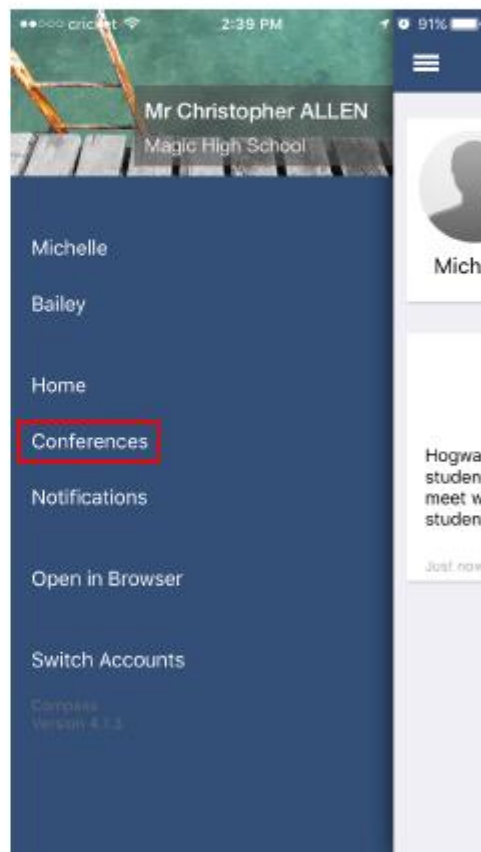 cricket 2:39 PM 91%
Mr Christopher ALLEN
Magic High School
Michelle
Bailey
Home
Conferences
Notifications
Open in Browser
Switch Accounts
Compass
Version 4.1.3
Mich
Hogwa
studen
meet w
studen
Just now